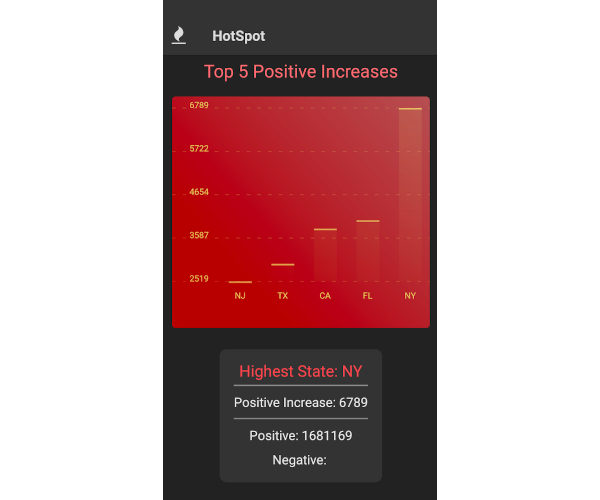 HotSpot
Top 5 Positive Increases
6789
5722
4654
3587
2519
NJ TX CA FL NY
Highest State: NY
Positive Increase: 6789
Positive: 1681169
Negative: